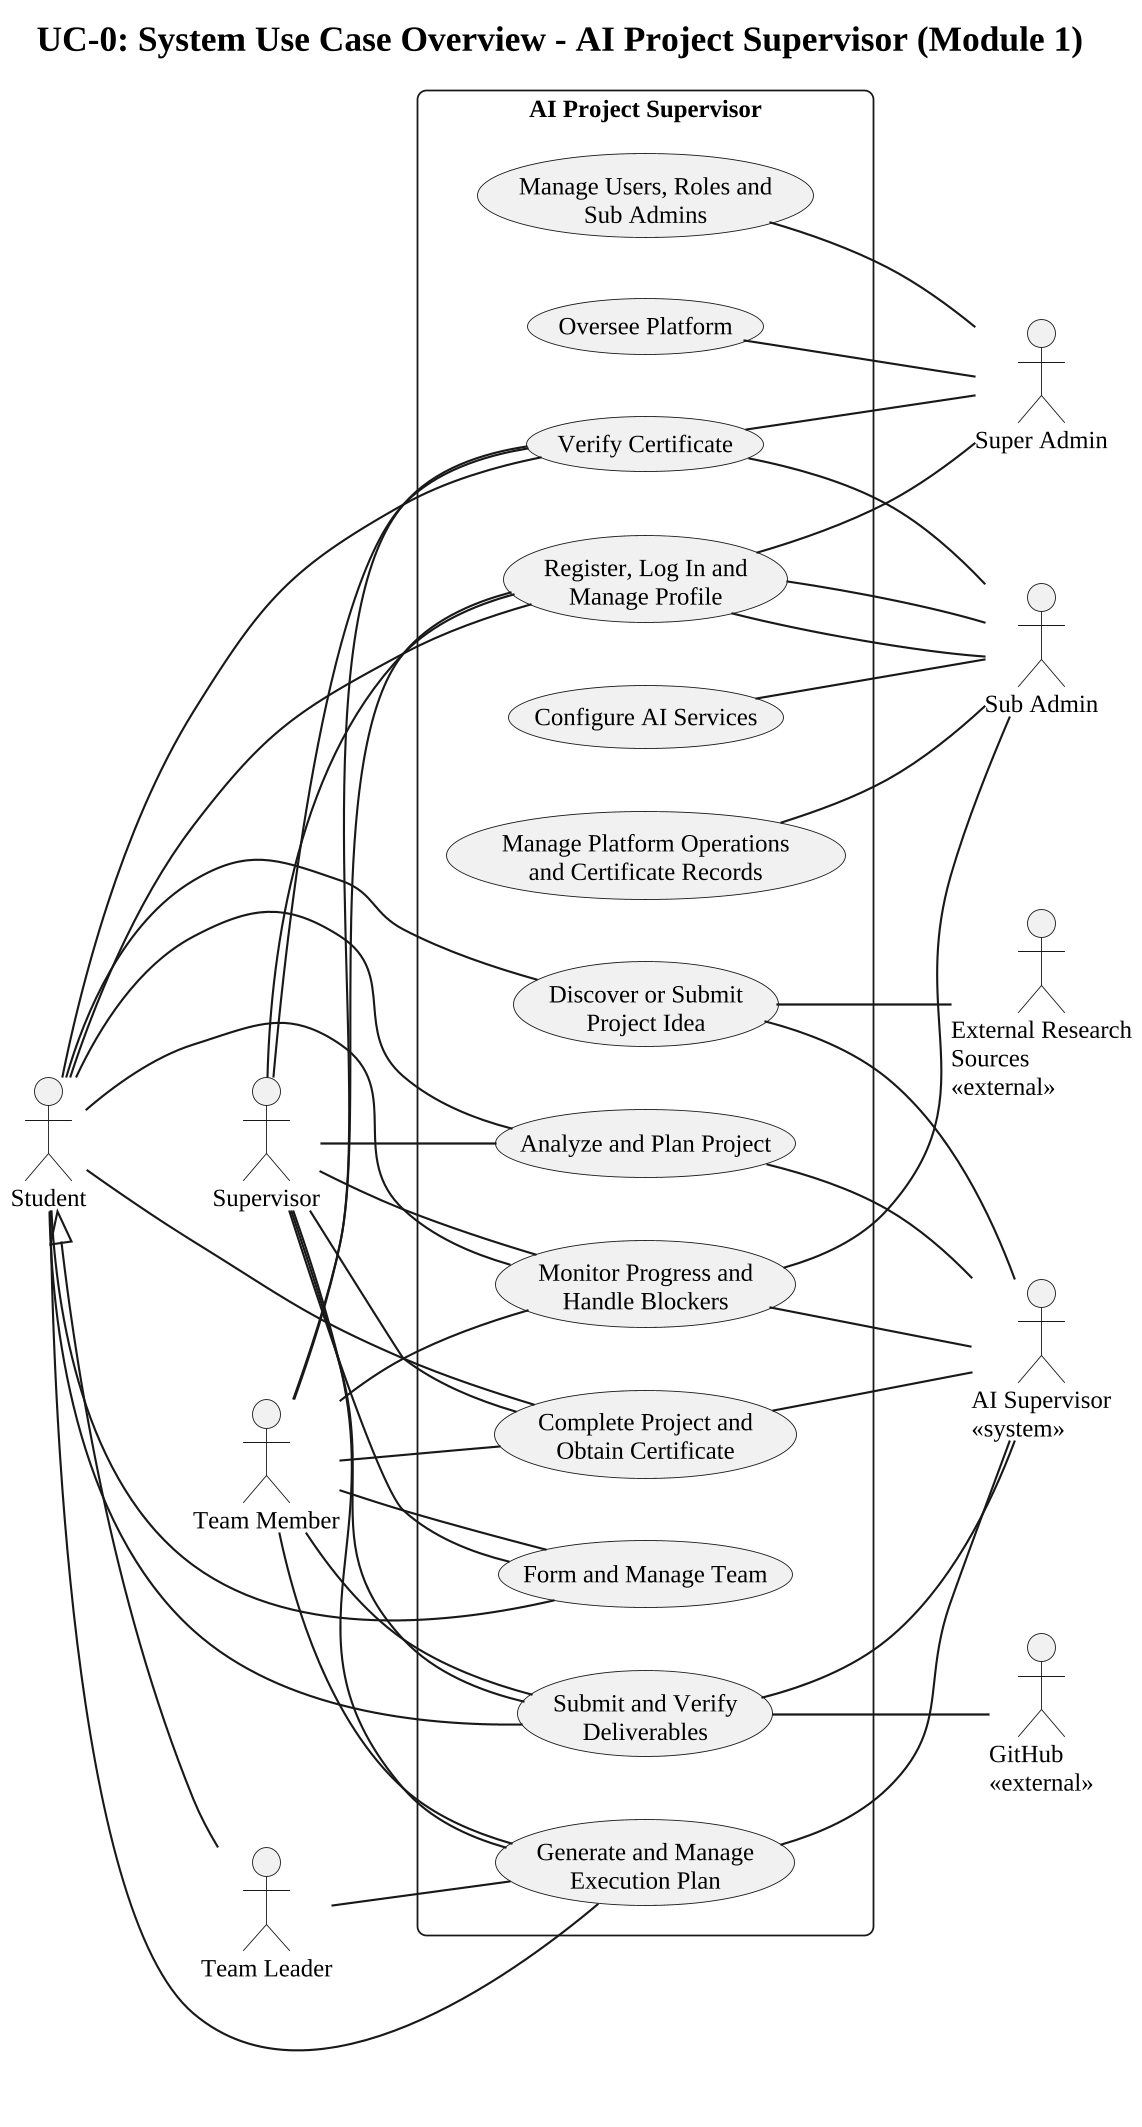 UC-0: System Use Case Overview - AI Project Supervisor (Module 1)
AI Project Supervisor
Manage Users, Roles and
Sub Admins
Oversee Platform
Super Admin
Verify Certificate
Register, Log In and
Manage Profile
Sub Admin
Configure AI Services
Manage Platform Operations
and Certificate Records
Discover or Submit
Project Idea
External Research
Sources
«external»
Analyze and Plan Project
Student
Supervisor
Monitor Progress and
Handle Blockers
AI Supervisor
«system»
Complete Project and
Obtain Certificate
Team Member
Form and Manage Team
Submit and Verify
Deliverables
GitHub
«external»
Generate and Manage
Execution Plan
Team Leader